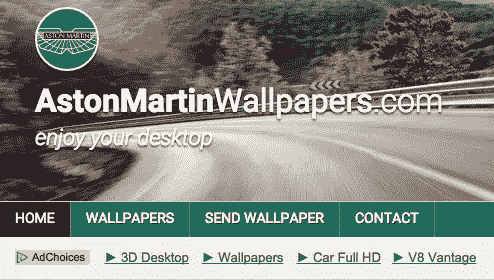 ASTON MARTIN
AstonMartinWallpapers.com
enjoy your desktop
HOME WALLPAPERS SEND WALLPAPER CONTACT
AdChoices 3D Desktop Wallpapers Car Full HD V8 Vantage